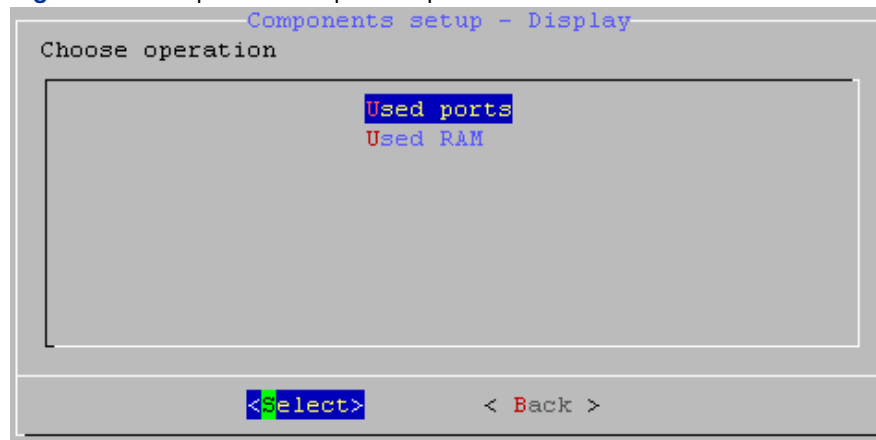 Components setup - Display
Choose operation
Used ports
Used RAM
<Select> < Back >